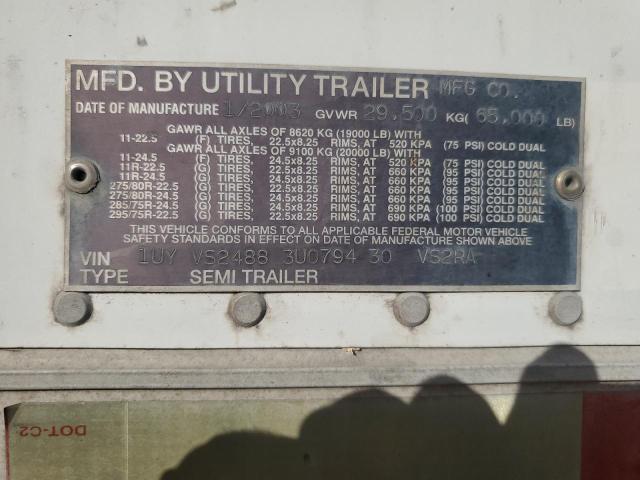 MFD. BY UTILITY TRAILER MFG CO.
DATE OF MANUFACTURE 1/2003 GVWR 29,500 KG( 65,000 LB)
GAWR ALL AXLES OF 8620 KG (19000 LB) WITH
11-22.5 (F) TIRES, 22.5x8.25 RIMS, AT 520 KPA (75 PSI) COLD DUAL
GAWR ALL AXLES OF 9100 KG (20000 LB) WITH
11-24.5 (F) TIRES, 24.5x8.25 RIMS, AT 520 KPA (75 PSI) COLD DUAL
11R-22.5 (G) TIRES, 22.5x8.25 RIMS, AT 660 KPA (95 PSI) COLD DUAL
11R-24.5 (G) TIRES, 24.5x8.25 RIMS, AT 660 KPA (95 PSI) COLD DUAL
275/80R-22.5 (G) TIRES, 22.5x8.25 RIMS, AT 660 KPA (95 PSI) COLD DUAL
275/80R-24.5 (G) TIRES, 24.5x8.25 RIMS, AT 660 KPA (95 PSI) COLD DUAL
285/75R-24.5 (G) TIRES, 24.5x8.25 RIMS, AT 690 KPA (100 PSI) COLD DUAL
295/75R-22.5 (G) TIRES, 22.5x8.25 RIMS, AT 690 KPA (100 PSI) COLD DUAL
THIS VEHICLE CONFORMS TO ALL APPLICABLE FEDERAL MOTOR VEHICLE
SAFETY STANDARDS IN EFFECT ON DATE OF MANUFACTURE SHOWN ABOVE
VIN 1UY VS2488 3U0794 30 VS2RA
TYPE SEMI TRAILER
DOT-C2